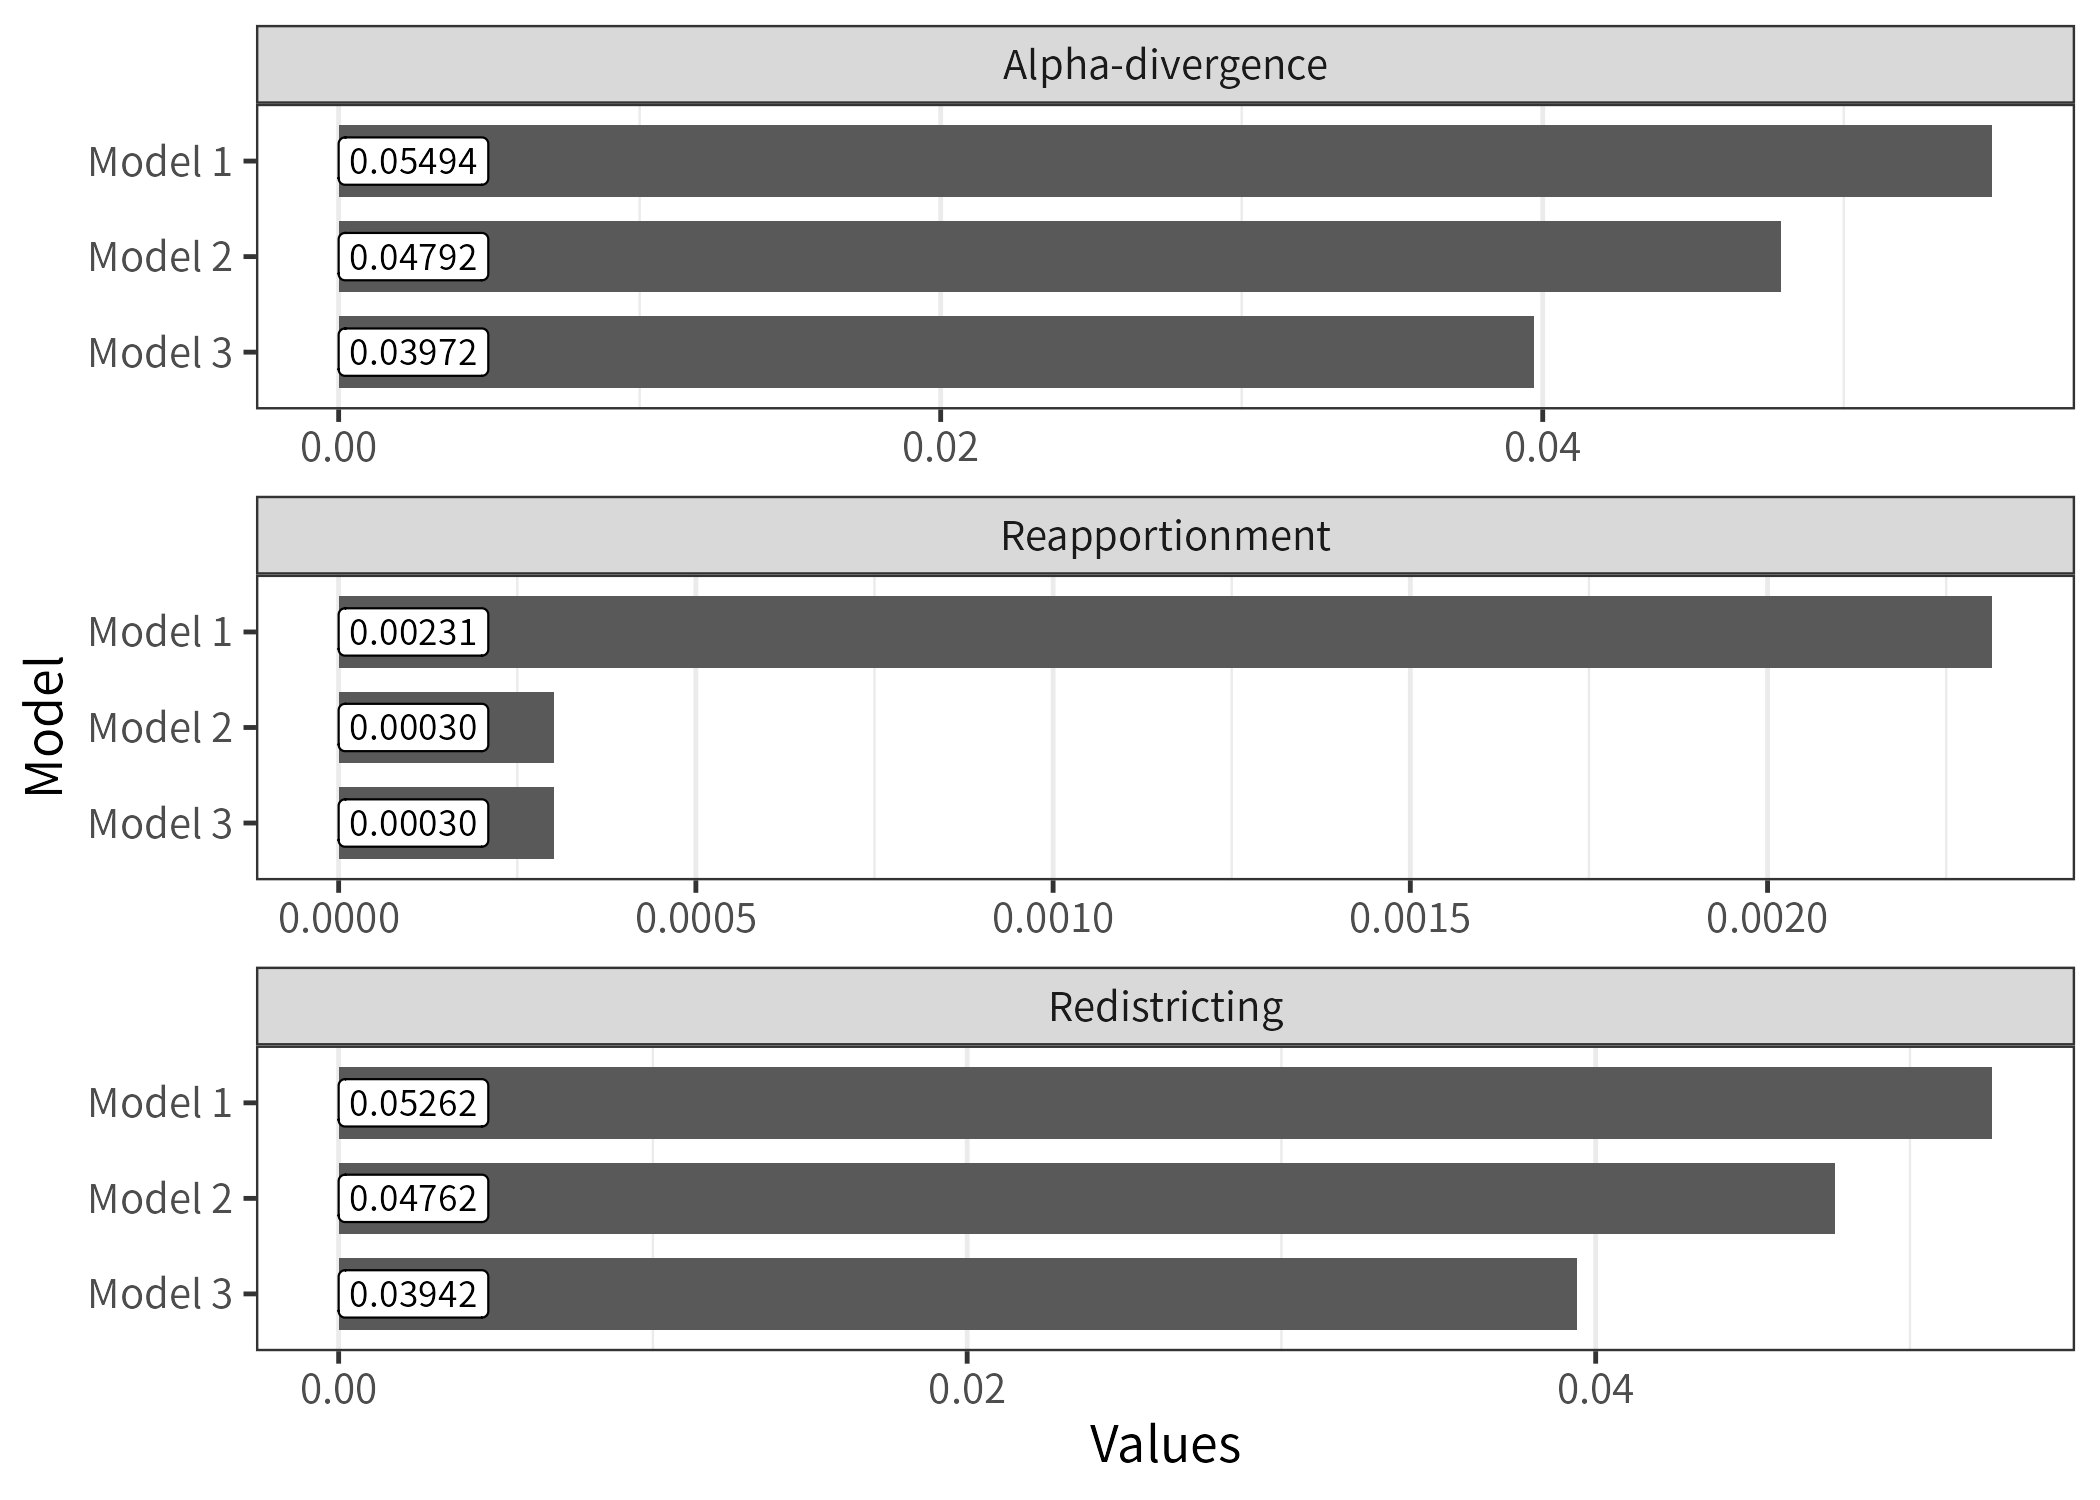 Alpha-divergence
Model 1
0.05494
Model 2
0.04792
Model 3
0.03972
0.00 0.02 0.04
Reapportionment
Model 1
0.00231
Model 2
0.00030
Model 3
0.00030
0.0000 0.0005 0.0010 0.0015 0.0020
Redistricting
Model 1
0.05262
Model 2
0.04762
Model 3
0.03942
0.00 0.02 0.04
Values
Model